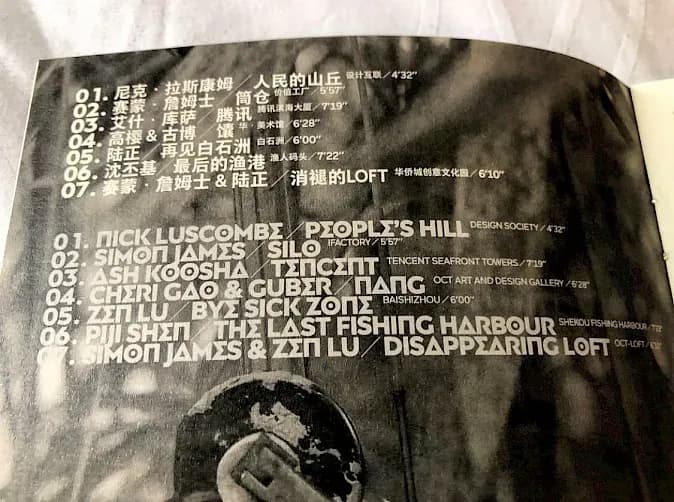 01. 尼克·拉斯康姆／人民的山丘 设计互联／4'32"
02. 赛蒙·詹姆士／筒仓 价值工厂／5'57"
03. 艾什·库萨／腾讯 腾讯滨海大厦／7'19"
04. 高樱&古博／馕 华·美术馆／6'28"
05. 陆正／再见白石洲 白石洲／6'00"
06. 沈丕基／最后的渔港 渔人码头／7'22"
07. 赛蒙·詹姆士&陆正／消褪的LOFT 华侨城创意文化园／6'10"
01. NICK LUSCOMBE／PEOPLE'S HILL DESIGN SOCIETY／4'32"
02. SIMON JAMES／SILO IFACTORY／5'57"
03. ASH KOOSHA／TENCENT TENCENT SEAFRONT TOWERS／7'19"
04. CHERI GAO & GUBER／NANG OCT ART AND DESIGN GALLERY／6'28"
05. ZEN LU／BYE SICK ZONE BAISHIZHOU／6'00"
06. PIJI SHEN／THE LAST FISHING HARBOUR SHEKOU FISHING HARBOUR／7'22"
07. SIMON JAMES & ZEN LU／DISAPPEARING LOFT OCT-LOFT／6'10"